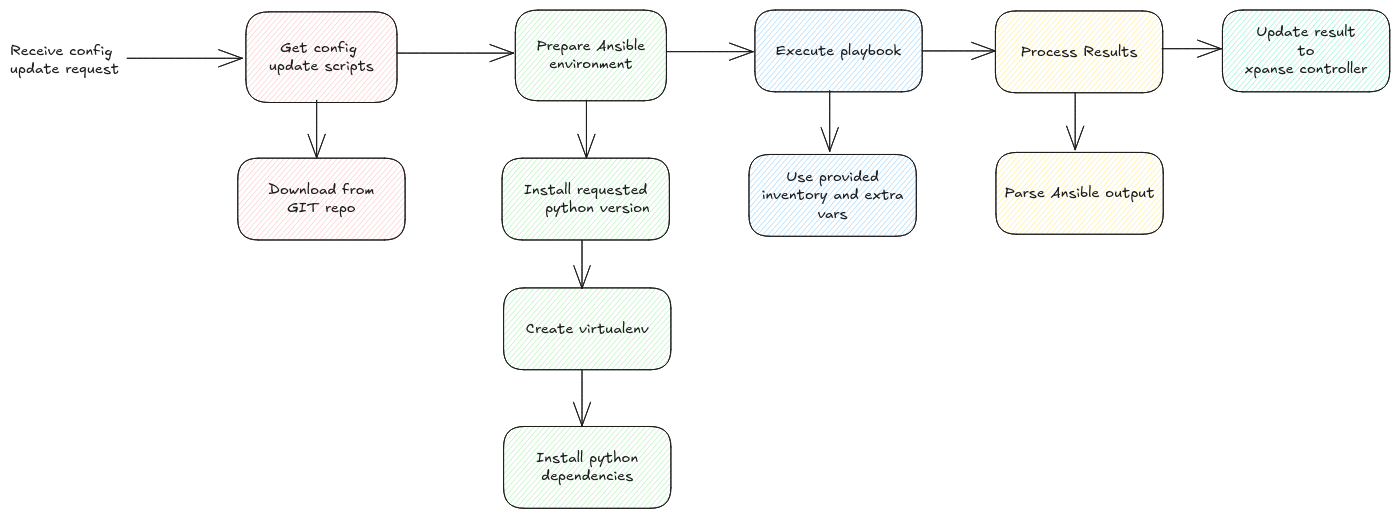 Receive config
update request
Get config
update scripts
Prepare Ansible
environment
Execute playbook
Process Results
Update result
to
xpanse controller
Download from
GIT repo
Install requested
python version
Use provided
inventory and extra
vars
Parse Ansible output
Create virtualenv
Install python
dependencies